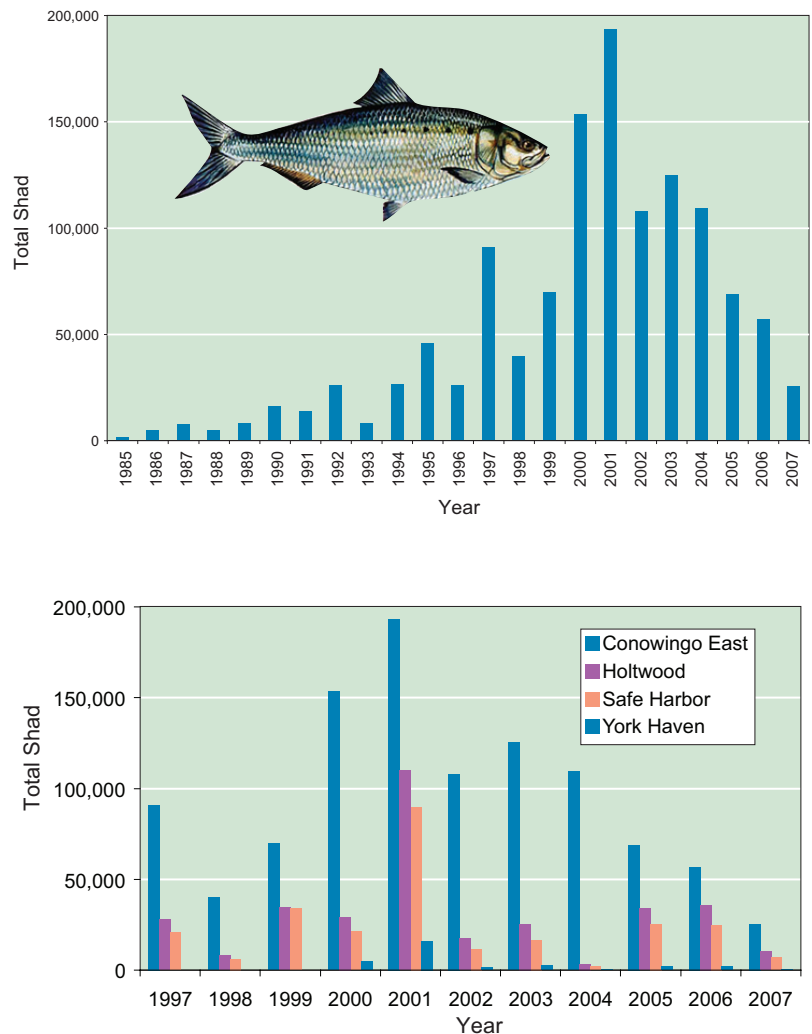 200,000
150,000
100,000
50,000
0
Total Shad
1985 1986 1987 1988 1989 1990 1991 1992 1993 1994 1995 1996 1997 1998 1999 2000 2001 2002 2003 2004 2005 2006 2007
Year
200,000
150,000
100,000
50,000
0
Total Shad
Conowingo East
Holtwood
Safe Harbor
York Haven
1997 1998 1999 2000 2001 2002 2003 2004 2005 2006 2007
Year